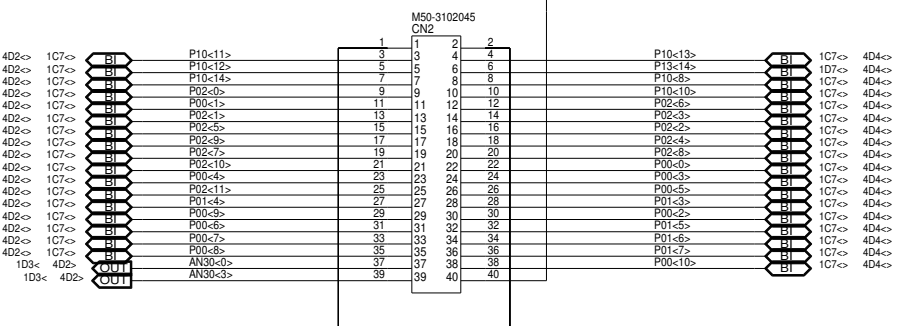 M50-3102045
CN2
1 1 2 2
4D2<> 1C7<> BI P10<11> 3 3 4 4 P10<13> BI 1C7<> 4D4<>
4D2<> 1C7<> BI P10<12> 5 5 6 6 P13<14> BI 1D7<> 4D4<>
4D2<> 1C7<> BI P10<14> 7 7 8 8 P10<8> BI 1C7<> 4D4<>
4D2<> 1C7<> BI P02<0> 9 9 10 10 P10<10> BI 1C7<> 4D4<>
4D2<> 1C7<> BI P00<1> 11 11 12 12 P02<6> BI 1C7<> 4D4<>
4D2<> 1C7<> BI P02<1> 13 13 14 14 P02<3> BI 1C7<> 4D4<>
4D2<> 1C7<> BI P02<5> 15 15 16 16 P02<2> BI 1C7<> 4D4<>
4D2<> 1C7<> BI P02<9> 17 17 18 18 P02<4> BI 1C7<> 4D4<>
4D2<> 1C7<> BI P02<7> 19 19 20 20 P02<8> BI 1C7<> 4D4<>
4D2<> 1C7<> BI P02<10> 21 21 22 22 P00<0> BI 1C7<> 4D4<>
4D2<> 1C7<> BI P00<4> 23 23 24 24 P00<3> BI 1C7<> 4D4<>
4D2<> 1C7<> BI P02<11> 25 25 26 26 P00<5> BI 1C7<> 4D4<>
4D2<> 1C7<> BI P01<4> 27 27 28 28 P01<3> BI 1C7<> 4D4<>
4D2<> 1C7<> BI P00<9> 29 29 30 30 P00<2> BI 1C7<> 4D4<>
4D2<> 1C7<> BI P00<6> 31 31 32 32 P01<5> BI 1C7<> 4D4<>
4D2<> 1C7<> BI P00<7> 33 33 34 34 P01<6> BI 1C7<> 4D4<>
4D2<> 1C7<> BI P00<8> 35 35 36 36 P01<7> BI 1C7<> 4D4<>
1D3< 4D2> OUT AN30<0> 37 37 38 38 P00<10> BI 1C7<> 4D4<>
1D3< 4D2> OUT AN30<3> 39 39 40 40